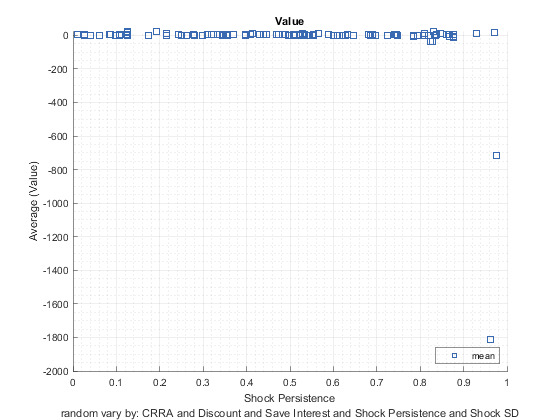 Value
0
-200
-400
-600
-800
-1000
-1200
-1400
-1600
-1800
-2000
Average (Value)
mean
0 0.1 0.2 0.3 0.4 0.5 0.6 0.7 0.8 0.9 1
Shock Persistence
random vary by: CRRA and Discount and Save Interest and Shock Persistence and Shock SD